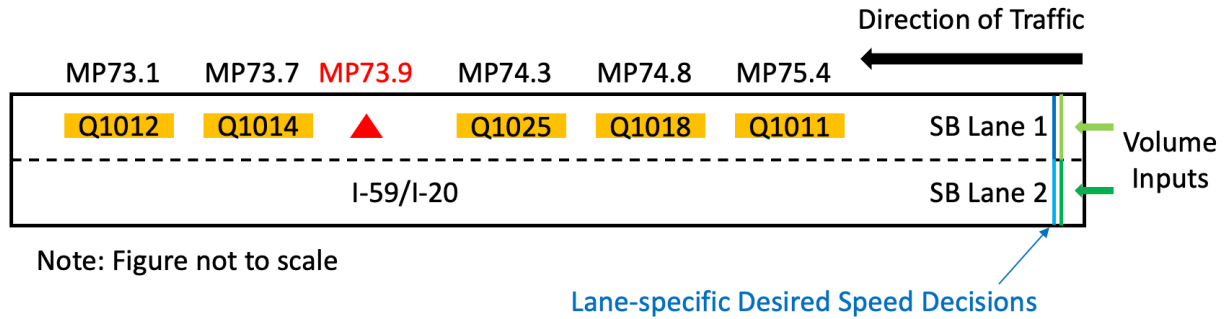 Direction of Traffic
MP73.1 MP73.7 MP73.9 MP74.3 MP74.8 MP75.4
Q1012 Q1014 Q1025 Q1018 Q1011 SB Lane 1
Volume
Inputs
I-59/I-20 SB Lane 2
Note: Figure not to scale
Lane-specific Desired Speed Decisions